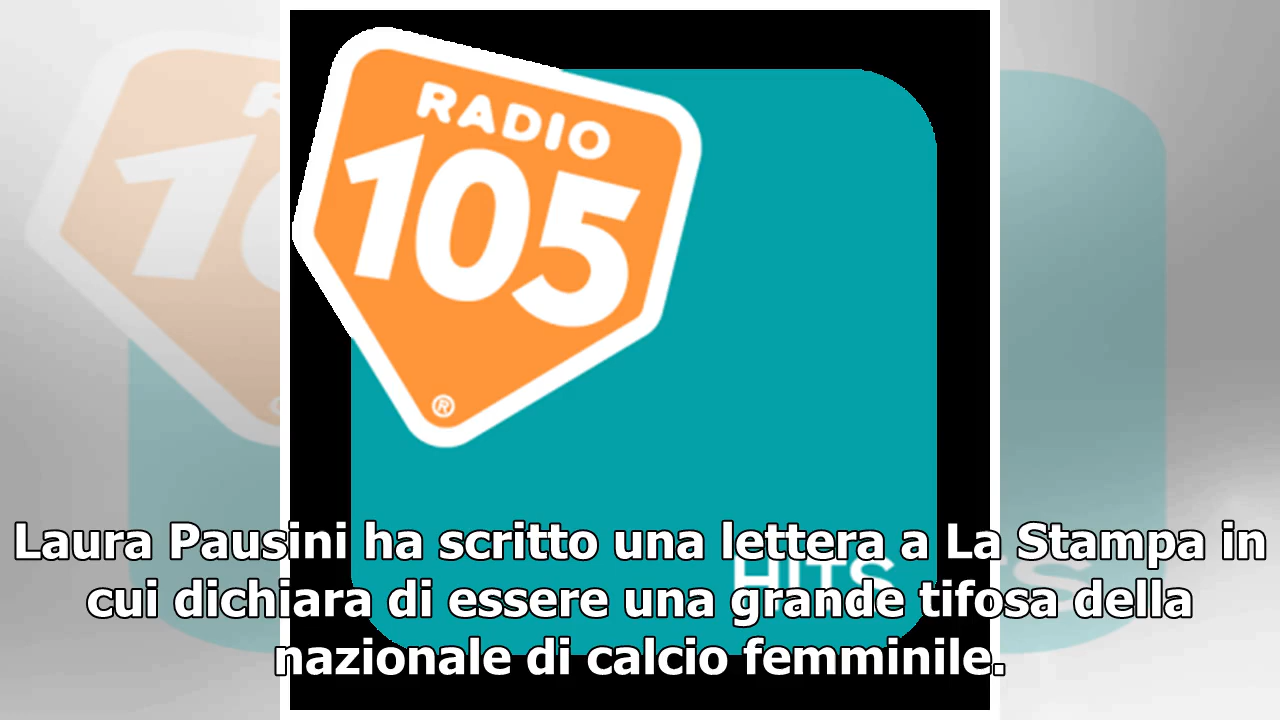 RADIO
105
®
HITS
Laura Pausini ha scritto una lettera a La Stampa in
cui dichiara di essere una grande tifosa della
nazionale di calcio femminile.